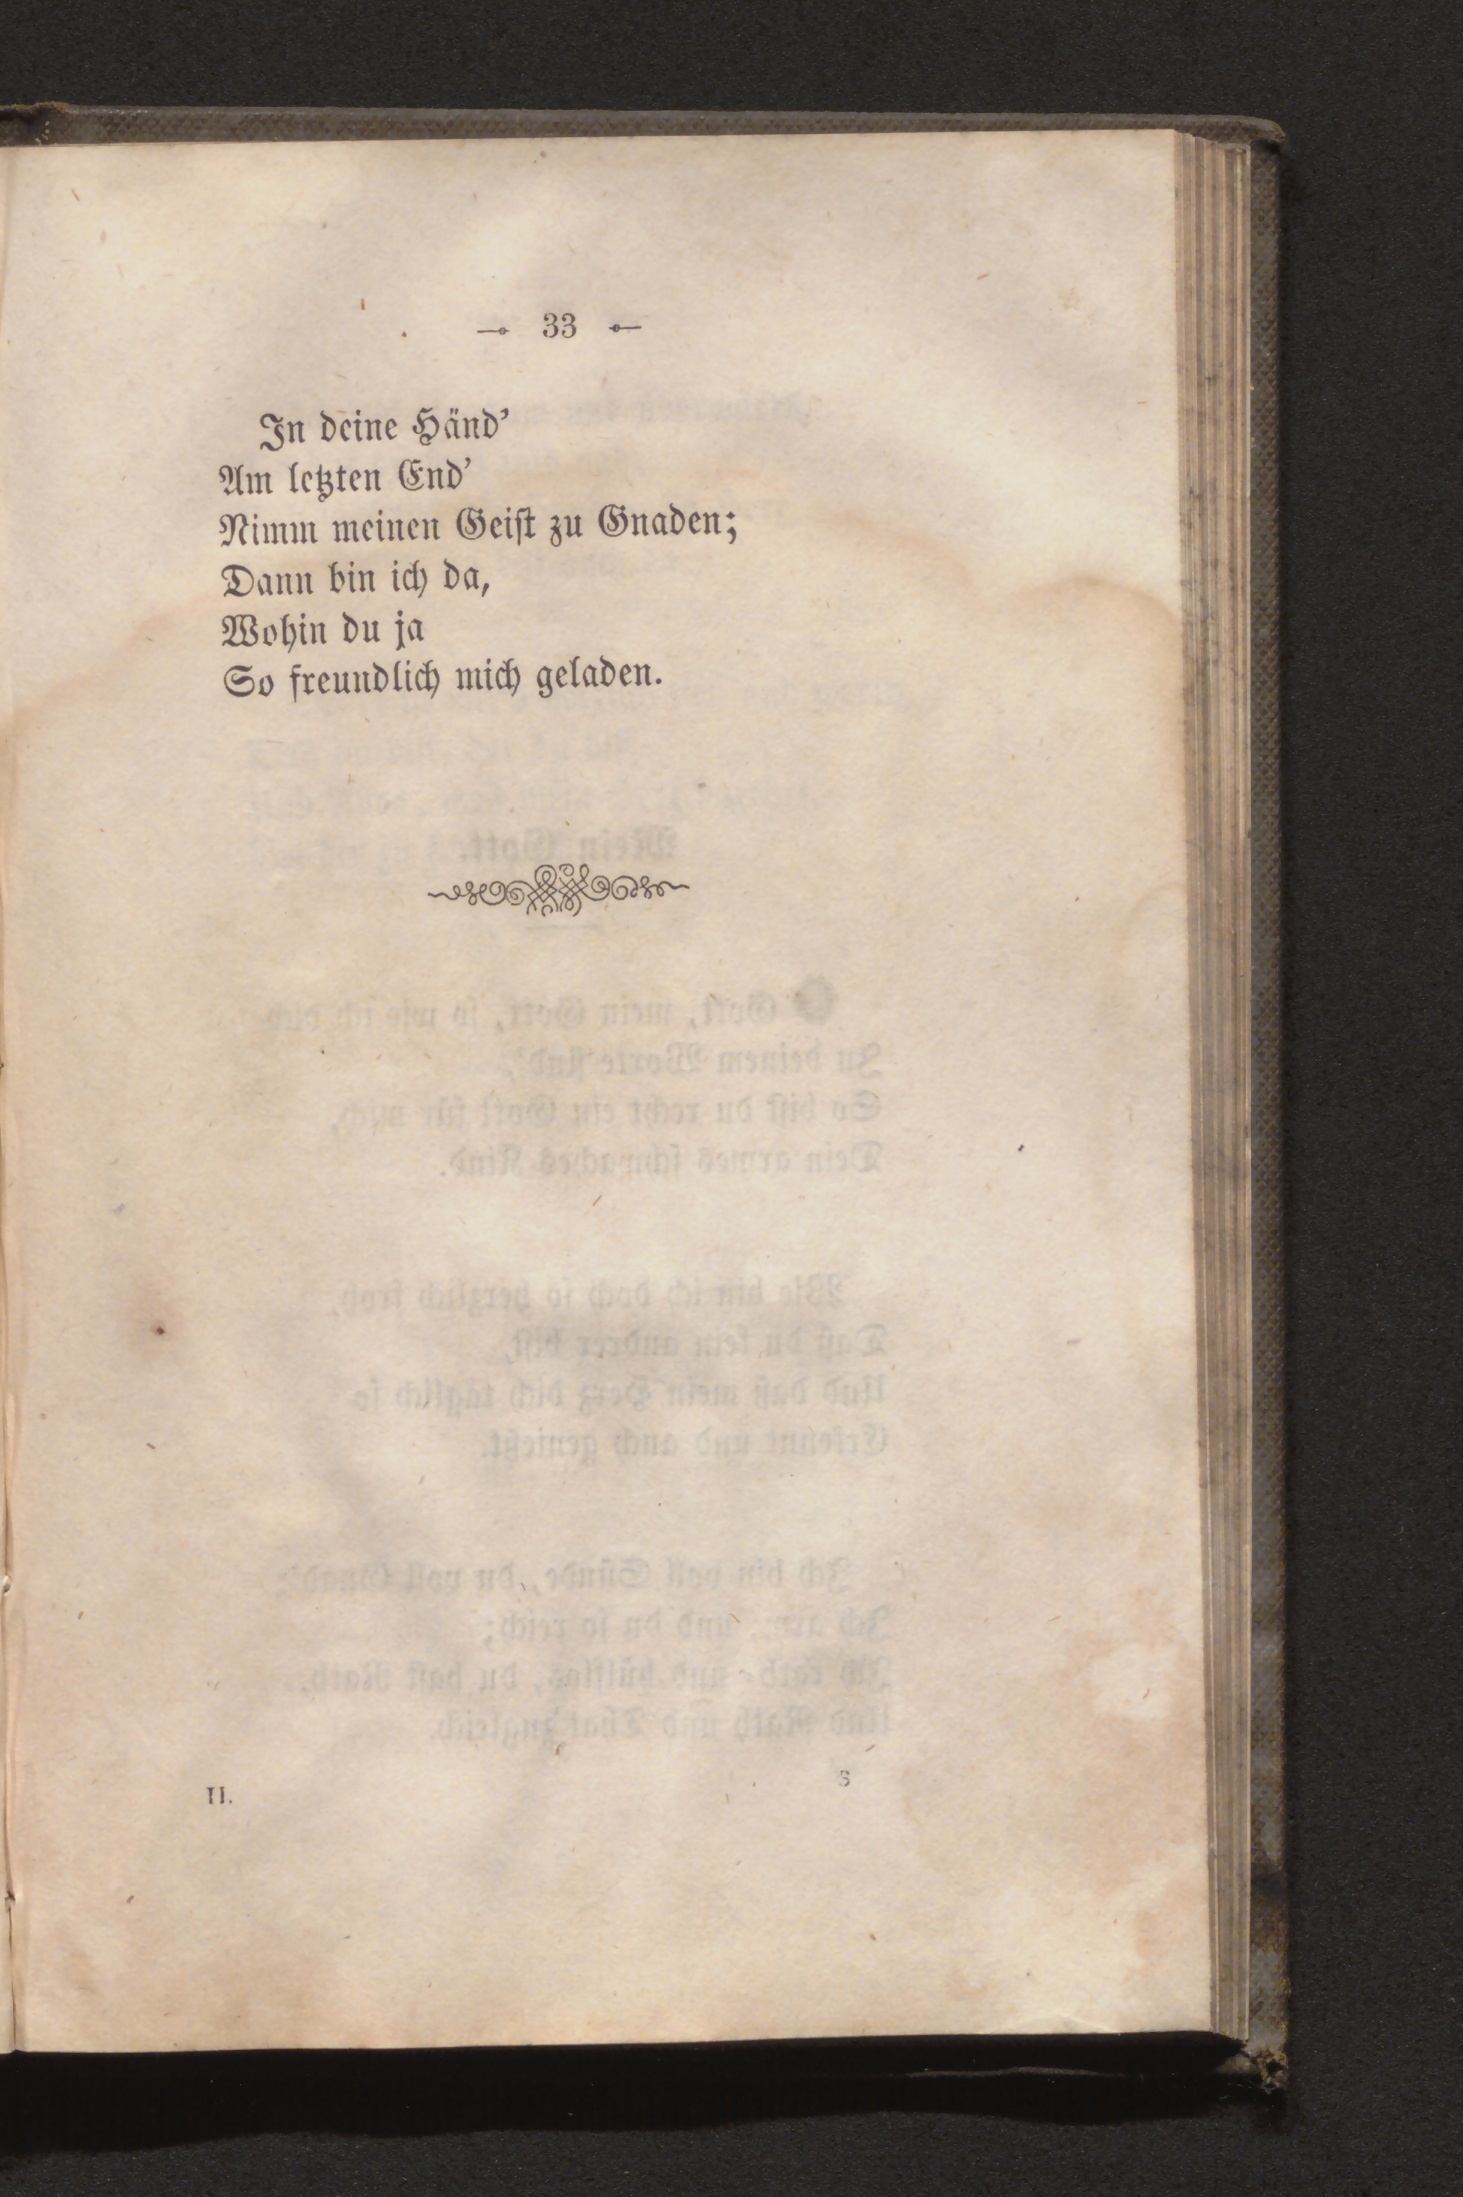 33
In deine Händ’
Am letzten End’
Nimm meinen Geiſt zu Gnaden;
Dann bin ich da,
Wohin du ja
So freundlich mich geladen.
II.